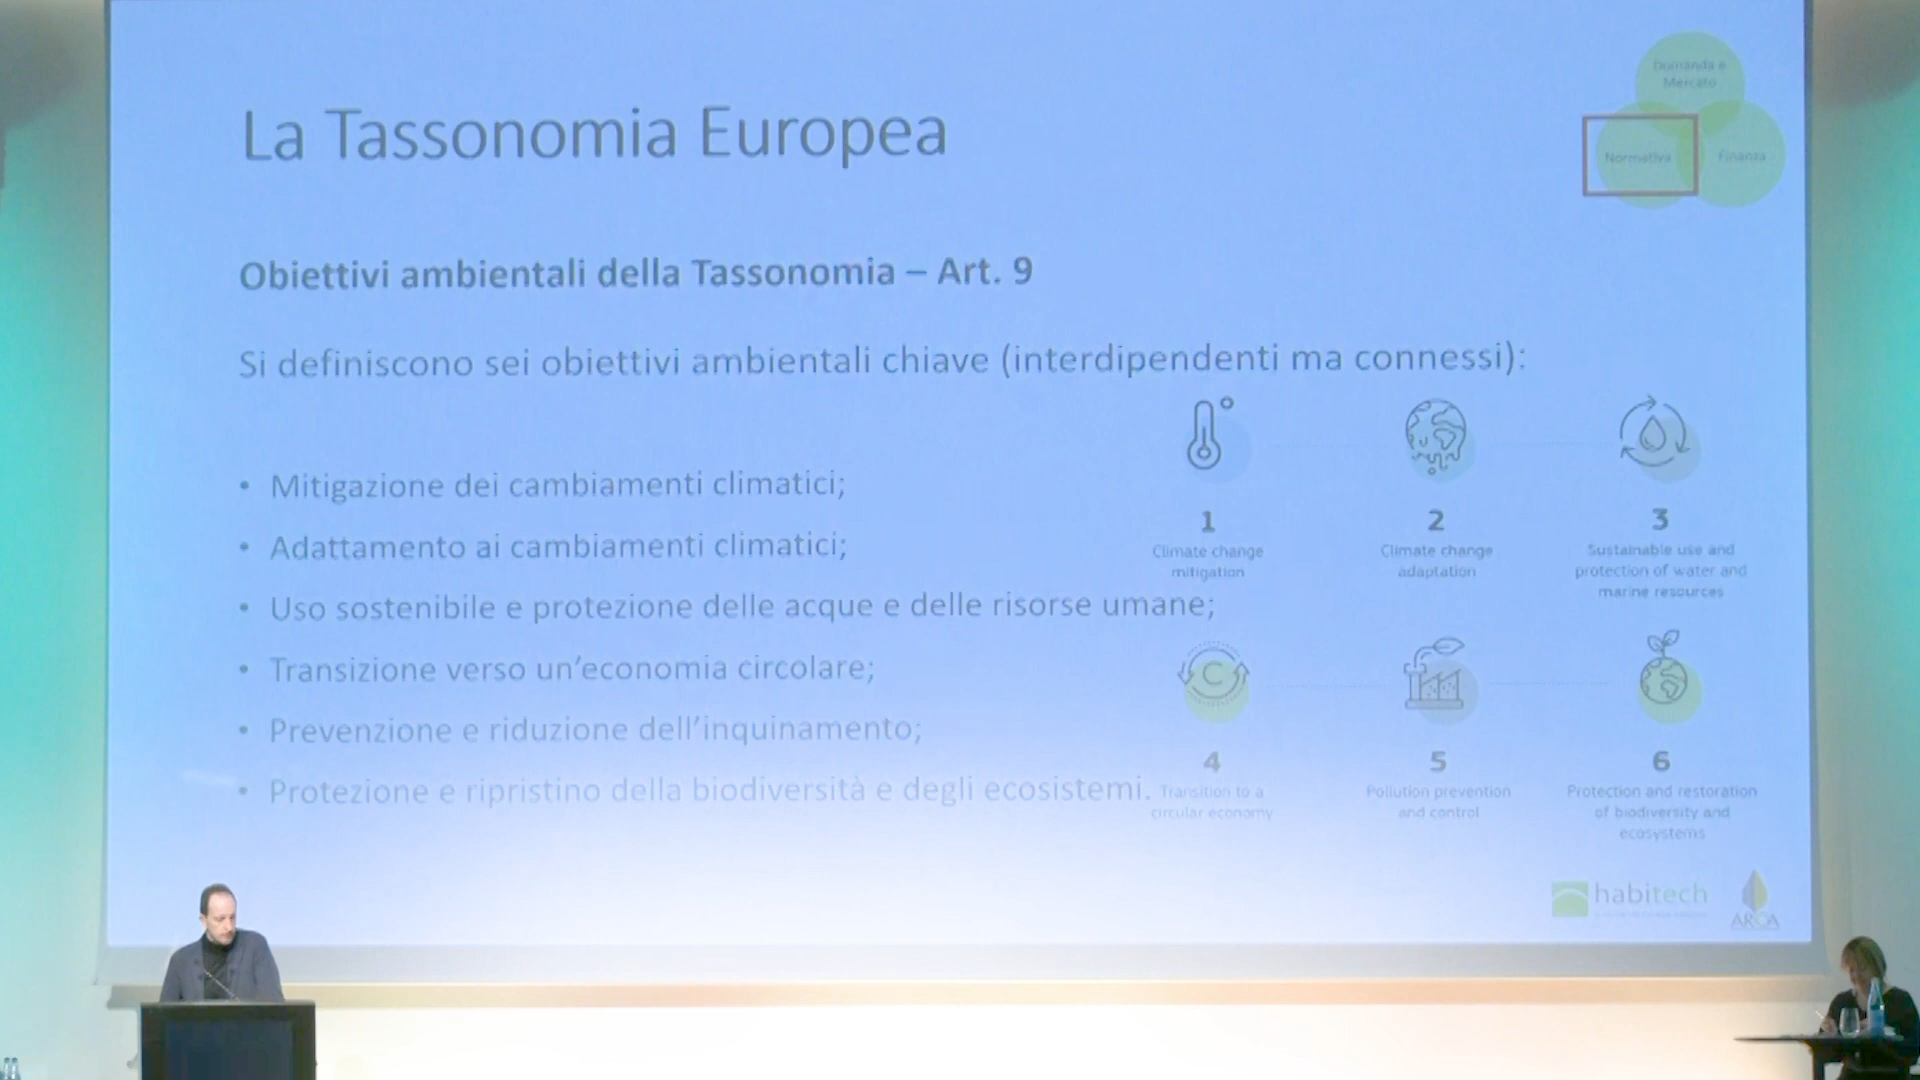 La Tassonomia Europea
Domanda e
Mercato
Normativa
Finanza
Obiettivi ambientali della Tassonomia – Art. 9
Si definiscono sei obiettivi ambientali chiave (interdipendenti ma connessi):
• Mitigazione dei cambiamenti climatici;
• Adattamento ai cambiamenti climatici;
• Uso sostenibile e protezione delle acque e delle risorse umane;
• Transizione verso un'economia circolare;
• Prevenzione e riduzione dell'inquinamento;
• Protezione e ripristino della biodiversità e degli ecosistemi.
1
Climate change
mitigation
2
Climate change
adaptation
3
Sustainable use and
protection of water and
marine resources
C
4
Transition to a
circular economy
5
Pollution prevention
and control
6
Protection and restoration
of biodiversity and
ecosystems
habitech
ARCA